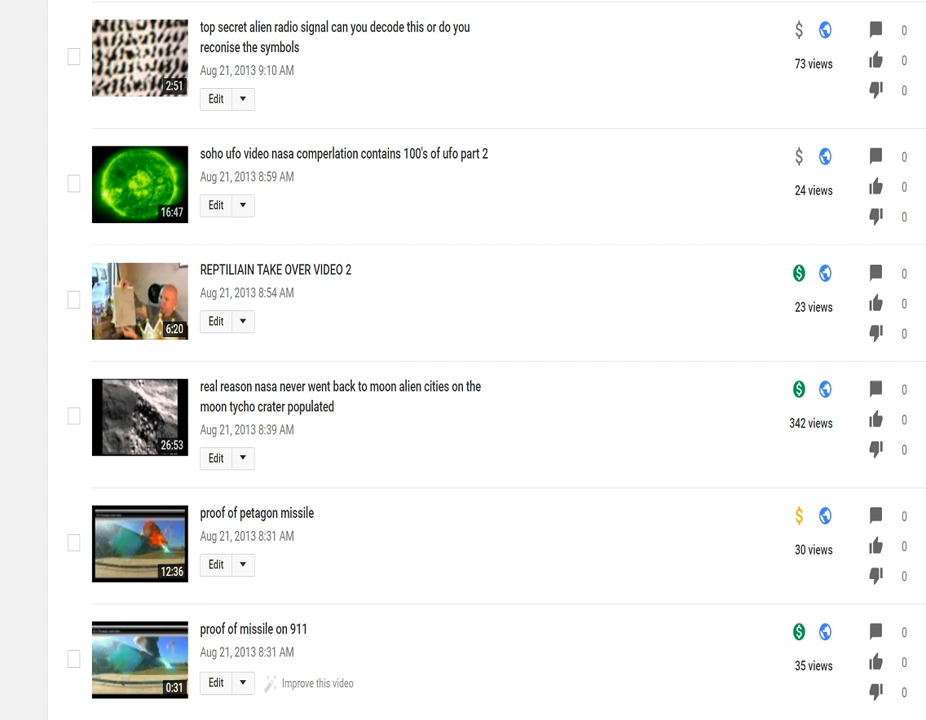 top secret alien radio signal can you decode this or do you
reconise the symbols
Aug 21, 2013 9:10 AM
Edit
2:51
73 views
0
0
0
soho ufo video nasa comperlation contains 100's of ufo part 2
Aug 21, 2013 8:59 AM
Edit
16:47
24 views
0
0
0
REPTILIAIN TAKE OVER VIDEO 2
Aug 21, 2013 8:54 AM
Edit
6:20
23 views
0
0
0
real reason nasa never went back to moon alien cities on the
moon tycho crater populated
Aug 21, 2013 8:39 AM
Edit
26:53
342 views
0
0
0
proof of petagon missile
Aug 21, 2013 8:31 AM
Edit
12:36
30 views
0
0
0
proof of missile on 911
Aug 21, 2013 8:31 AM
Edit
Improve this video
0:31
35 views
0
0
0